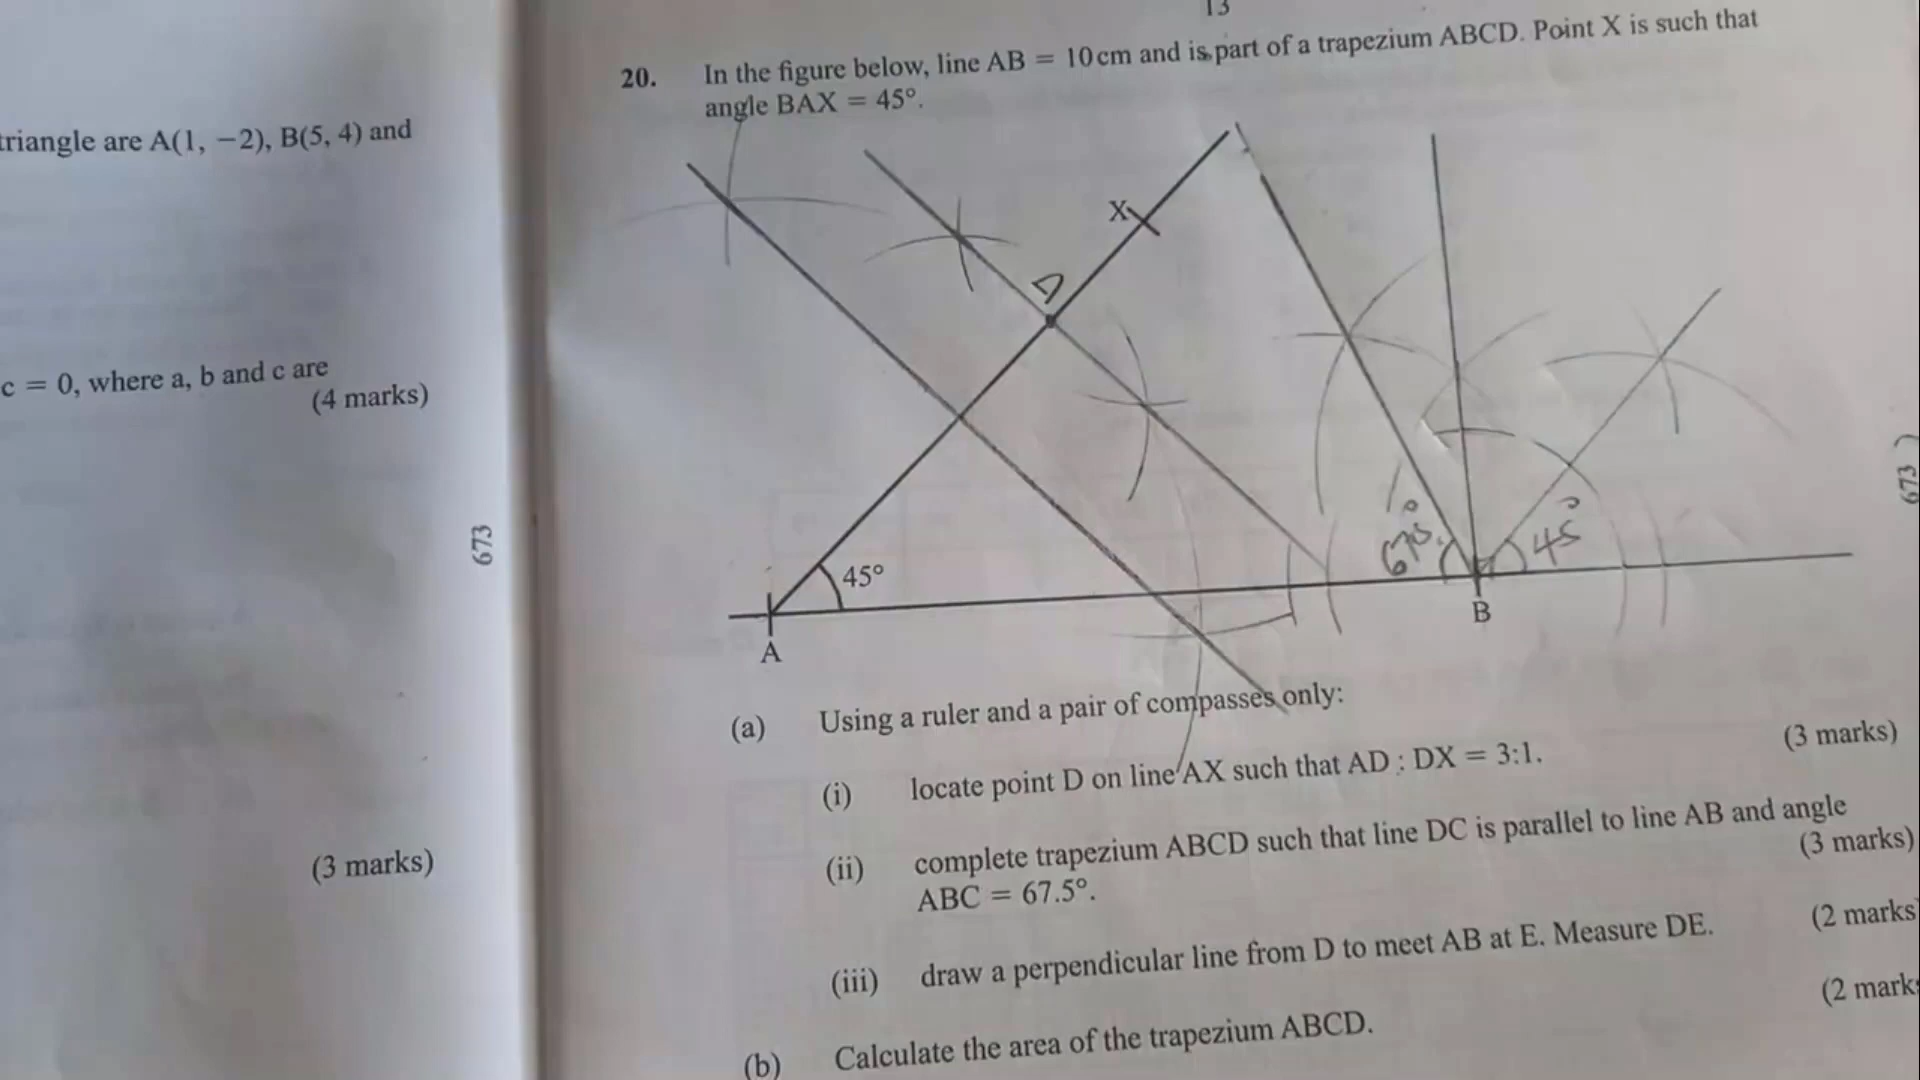 13
20. In the figure below, line AB = 10 cm and is part of a trapezium ABCD. Point X is such that
angle BAX = 45°.
triangle are A(1, −2), B(5, 4) and
c = 0, where a, b and c are
(4 marks)
(3 marks)
673
X
D
45°
67.5°
45°
A
B
673
(a) Using a ruler and a pair of compasses only:
(i) locate point D on line AX such that AD : DX = 3:1. (3 marks)
(ii) complete trapezium ABCD such that line DC is parallel to line AB and angle
ABC = 67.5°. (3 marks)
(iii) draw a perpendicular line from D to meet AB at E. Measure DE. (2 marks
(b) Calculate the area of the trapezium ABCD. (2 marks